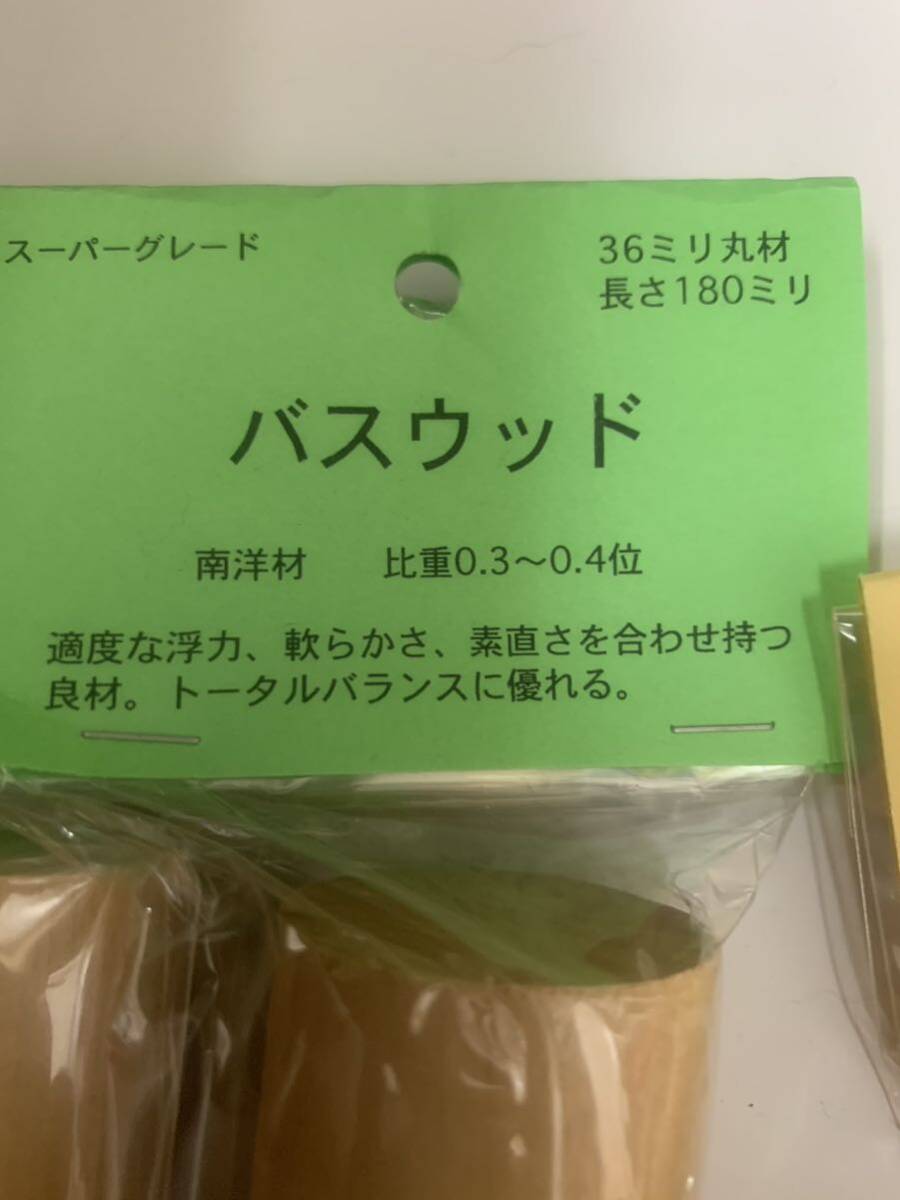 スーパーグレード
36ミリ丸材
長さ180ミリ
バスウッド
南洋材 比重0.3～0.4位
適度な浮力、軟らかさ、素直さを合わせ持つ
良材。トータルバランスに優れる。